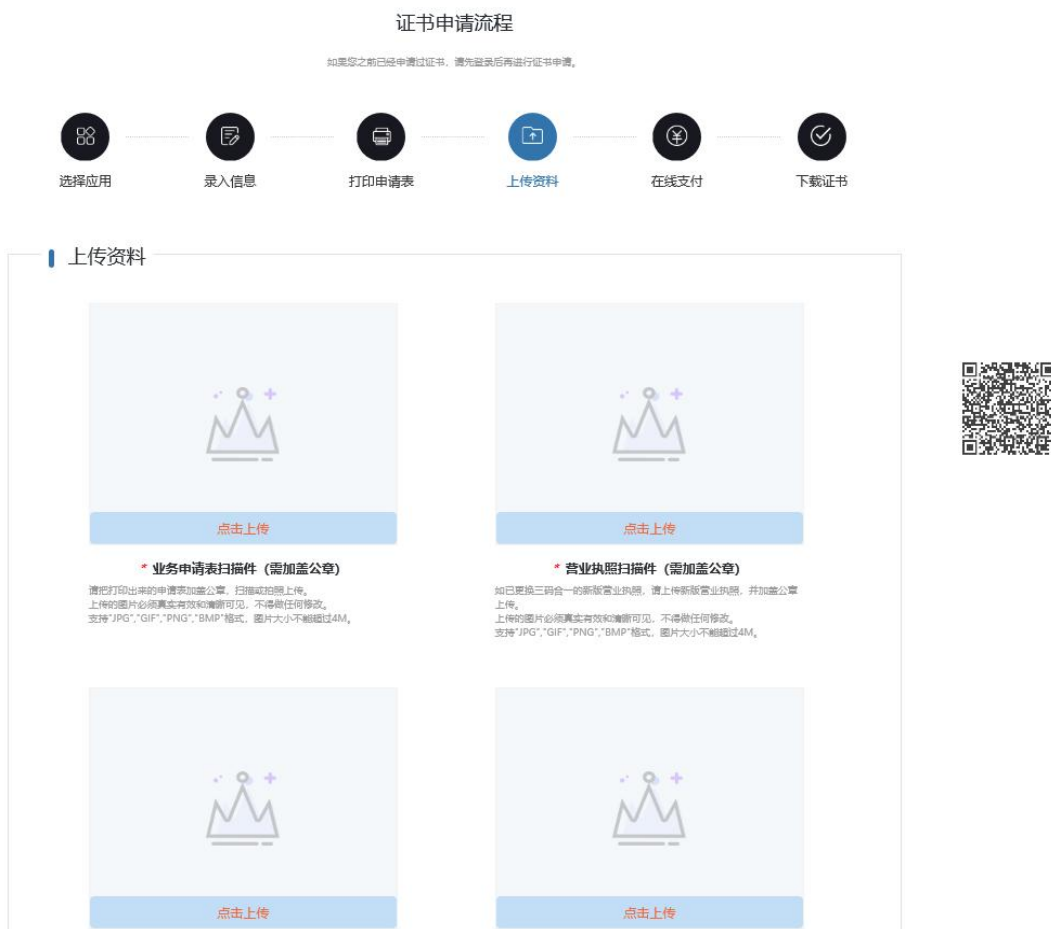 证书申请流程
如果您之前已经申请过证书，请先登录后再进行证书申请。
选择应用
录入信息
打印申请表
上传资料
在线支付
下载证书
上传资料
点击上传
点击上传
* 业务申请表扫描件（需加盖公章）
请把打印出来的申请表加盖公章，扫描或拍照上传。
上传的图片必须真实有效和清晰可见，不得做任何修改。
支持"JPG","GIF","PNG","BMP"格式，图片大小不能超过4M。
* 营业执照扫描件（需加盖公章）
如已更换三码合一的新版营业执照，请上传新版营业执照，并加盖公章
上传。
上传的图片必须真实有效和清晰可见，不得做任何修改。
支持"JPG","GIF","PNG","BMP"格式，图片大小不能超过4M。
点击上传
点击上传